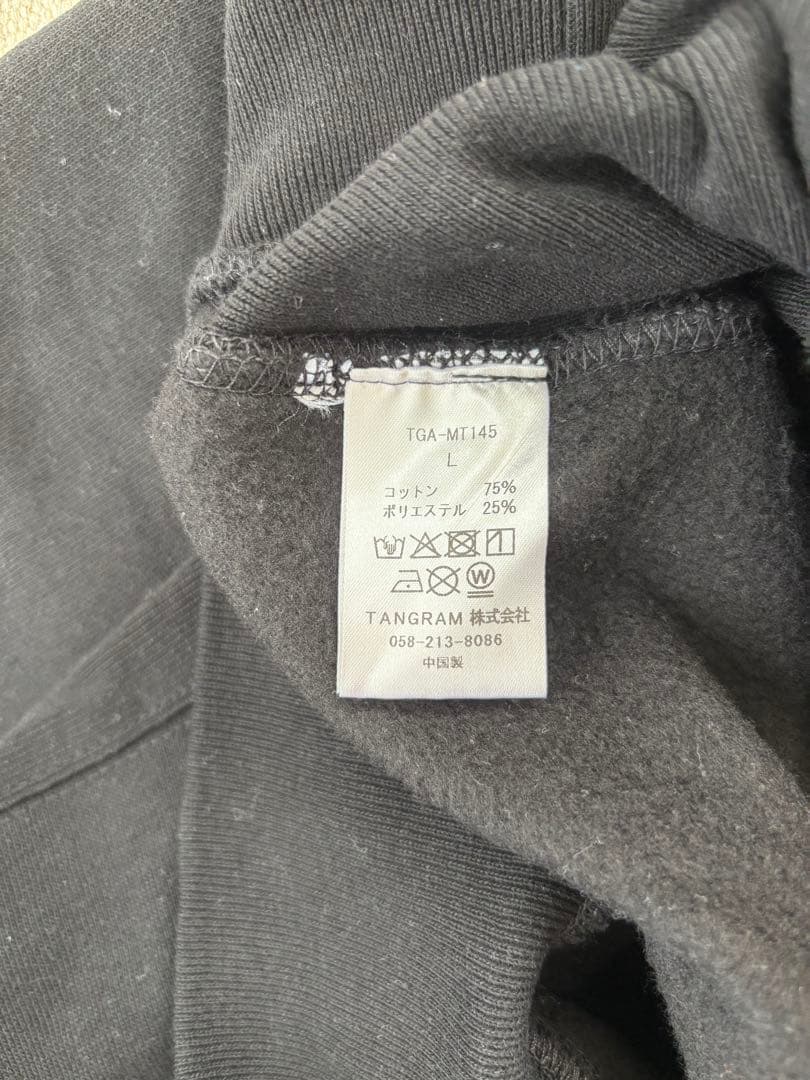 TGA-MT145
L
コットン 75%
ポリエステル 25%
W
TANGRAM 株式会社
058-213-8086
中国製